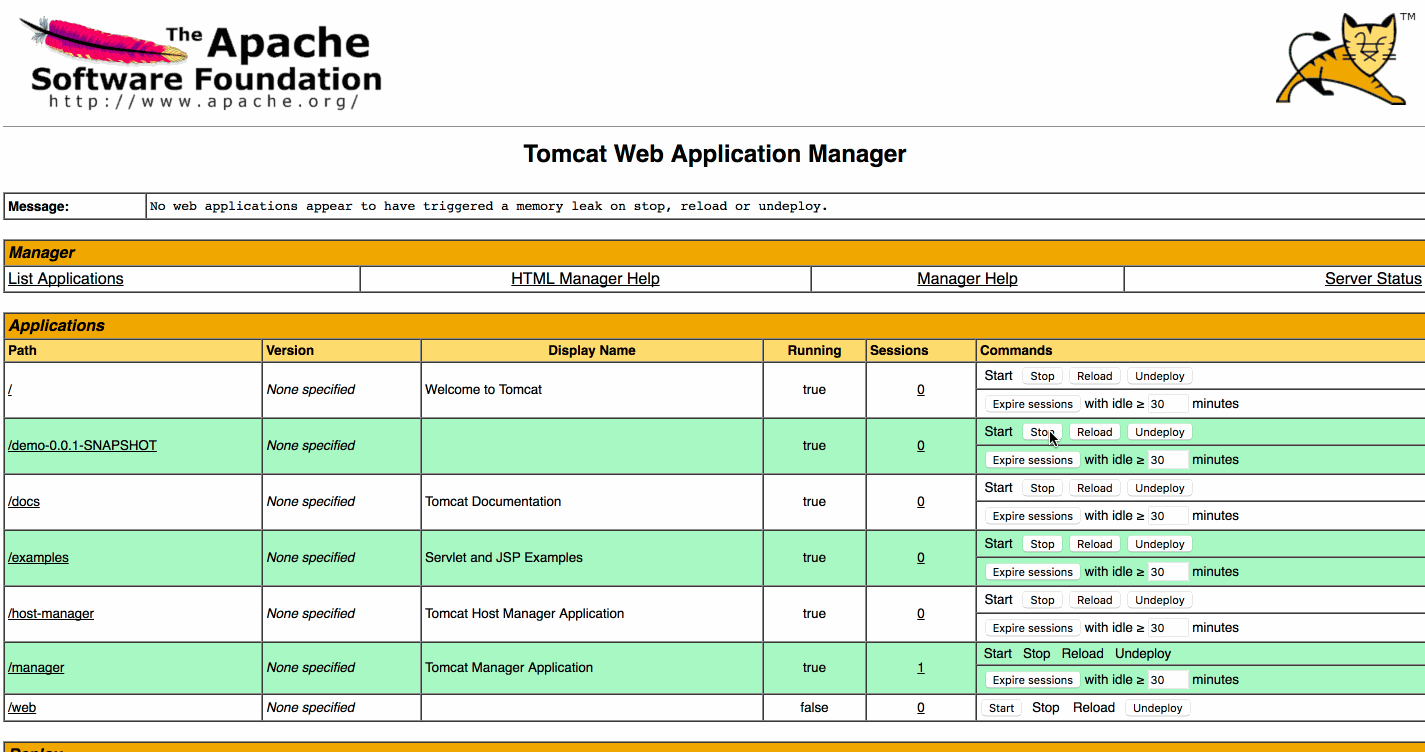 The Apache
Software Foundation
http://www.apache.org/
TM
Tomcat Web Application Manager
Message: No web applications appear to have triggered a memory leak on stop, reload or undeploy.
Manager
List Applications HTML Manager Help Manager Help Server Status
Applications
Path Version Display Name Running Sessions Commands
/ None specified Welcome to Tomcat true 0 Start Stop Reload Undeploy
Expire sessions with idle ≥ 30 minutes
/demo-0.0.1-SNAPSHOT None specified true 0 Start Stop Reload Undeploy
Expire sessions with idle ≥ 30 minutes
/docs None specified Tomcat Documentation true 0 Start Stop Reload Undeploy
Expire sessions with idle ≥ 30 minutes
/examples None specified Servlet and JSP Examples true 0 Start Stop Reload Undeploy
Expire sessions with idle ≥ 30 minutes
/host-manager None specified Tomcat Host Manager Application true 0 Start Stop Reload Undeploy
Expire sessions with idle ≥ 30 minutes
/manager None specified Tomcat Manager Application true 1 Start Stop Reload Undeploy
Expire sessions with idle ≥ 30 minutes
/web None specified false 0 Start Stop Reload Undeploy
Deploy